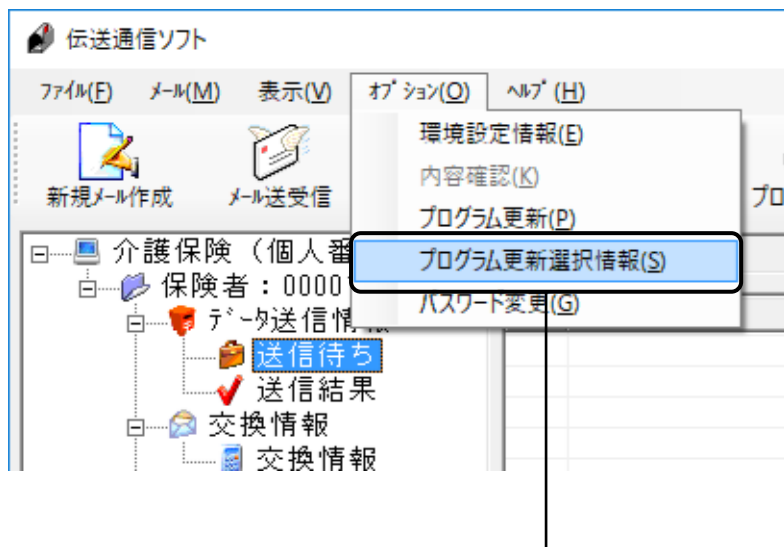 伝送通信ソフト
ﾌｧｲﾙ(F) ﾒｰﾙ(M) 表示(V) ｵﾌﾟｼｮﾝ(O) ﾍﾙﾌﾟ(H)
新規ﾒｰﾙ作成 ﾒｰﾙ送受信
環境設定情報(E)
内容確認(K)
プログラム更新(P)
プログラム更新選択情報(S)
パスワード変更(G)
介護保険（個人番
保険者：0000
ﾃﾞｰﾀ送信情報
送信待ち
送信結果
交換情報
交換情報